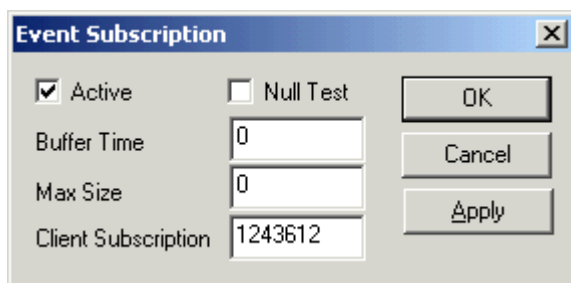 Event Subscription
Active
Null Test
OK
Buffer Time
0
Cancel
Max Size
0
Apply
Client Subscription
1243612